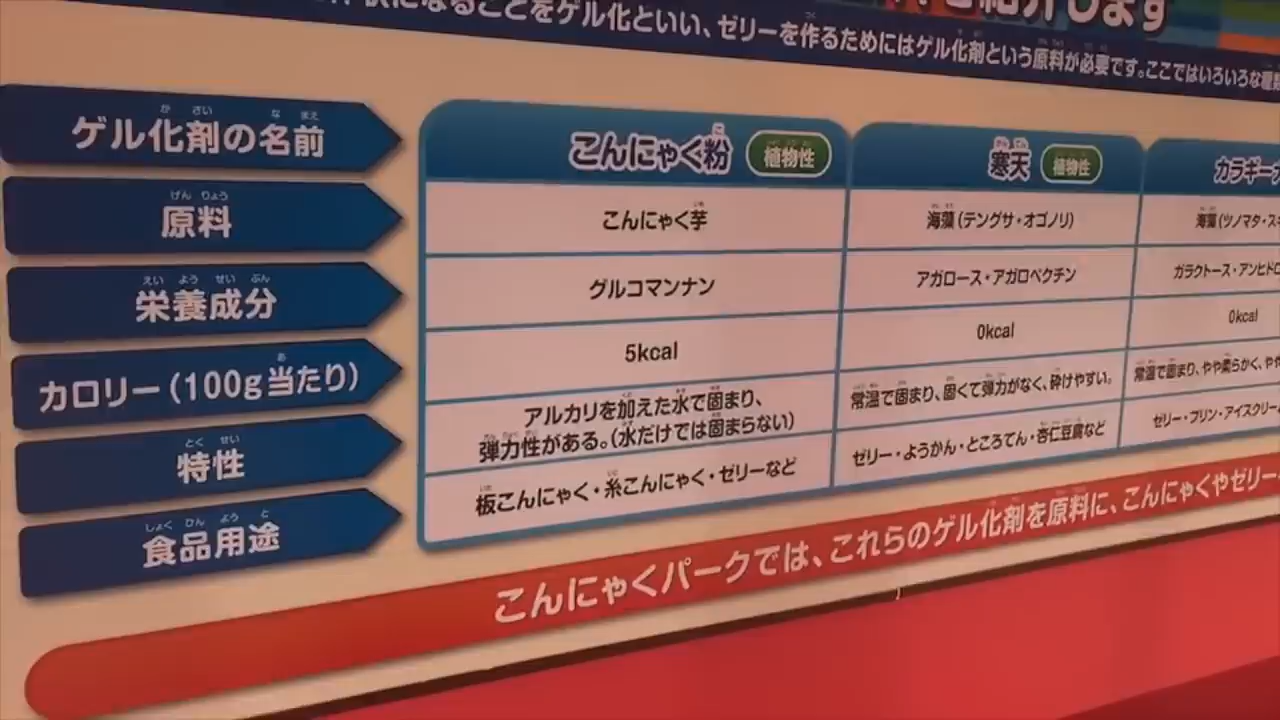 紹介します
になることをゲル化といい、ゼリーを作るためにはゲル化剤という原料が必要です。ここではいろいろな種類
ゲル化剤の名前
こんにゃく粉 植物性
寒天 植物性
カラギーナ
原料
こんにゃく芋
海藻(テングサ・オゴノリ)
海藻(ツノマタ・ス
栄養成分
グルコマンナン
アガロース・アガロペクチン
ガラクトース・アンヒドロ
カロリー(100g当たり)
5kcal
0kcal
0kcal
特性
アルカリを加えた水で固まり、
弾力性がある。(水だけでは固まらない)
常温で固まり、固くて弾力がなく、砕けやすい。
常温で固まり、やや柔らかく、やや
食品用途
板こんにゃく・糸こんにゃく・ゼリーなど
ゼリー・ようかん・ところてん・杏仁豆腐など
ゼリー・プリン・アイスクリー
こんにゃくパークでは、これらのゲル化剤を原料に、こんにゃくやゼリー